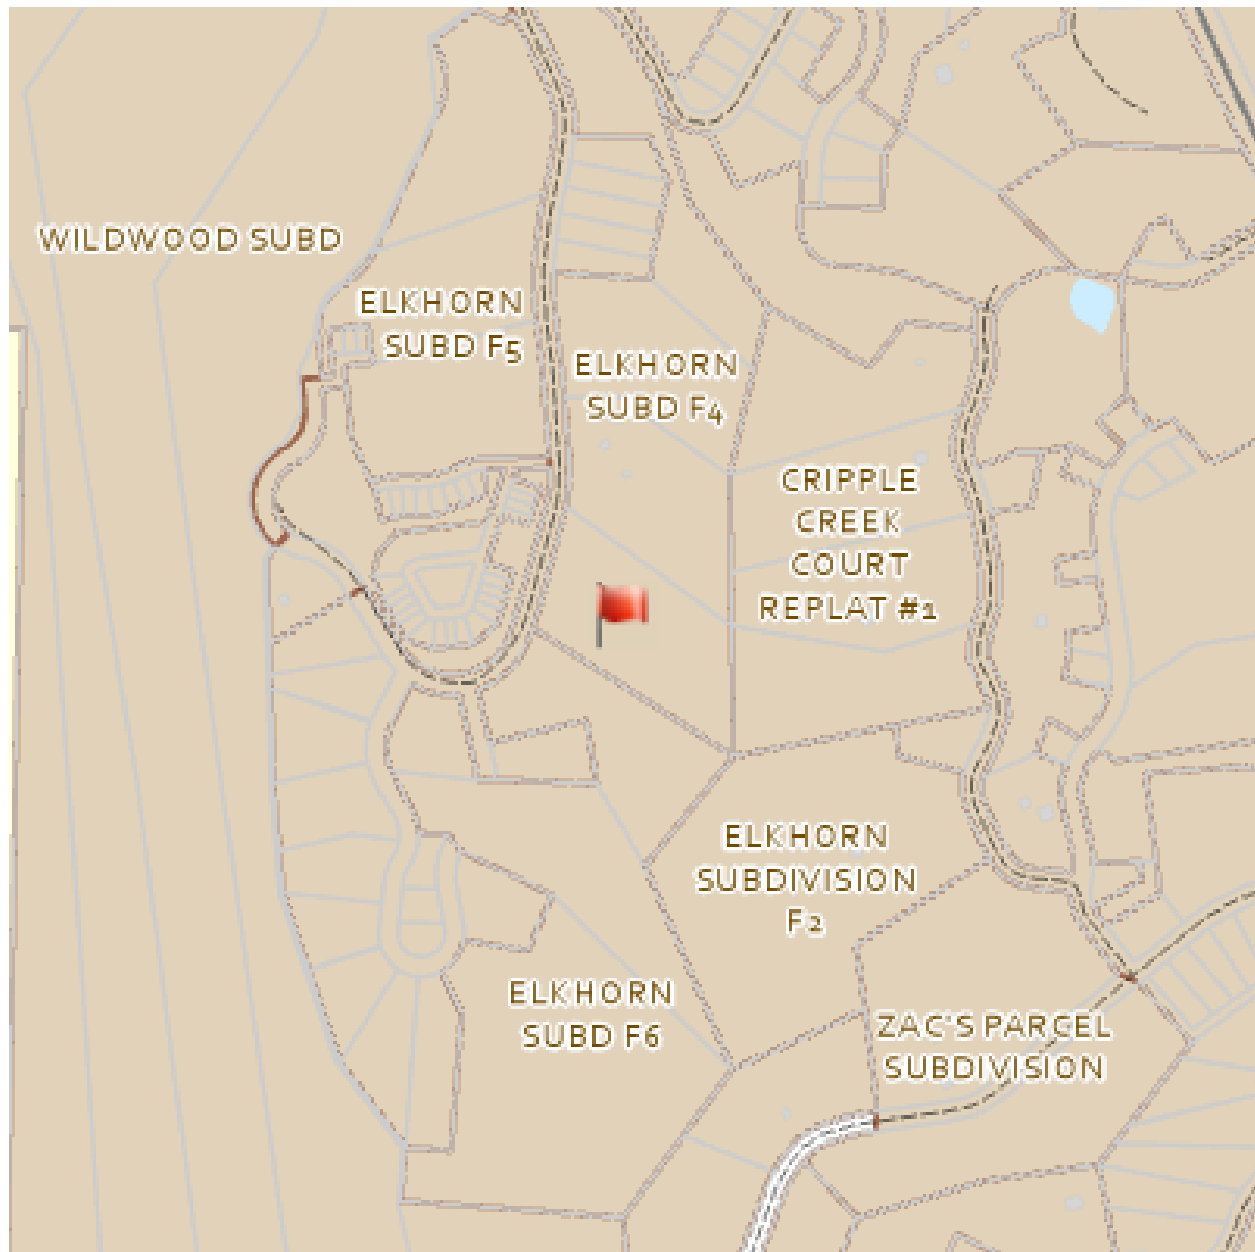 WILDWOOD SUBD
ELKHORN
SUBD F5
ELKHORN
SUBD F4
CRIPPLE
CREEK
COURT
REPLAT #1
ELKHORN
SUBDIVISION
F2
ELKHORN
SUBD F6
ZAC'S PARCEL
SUBDIVISION